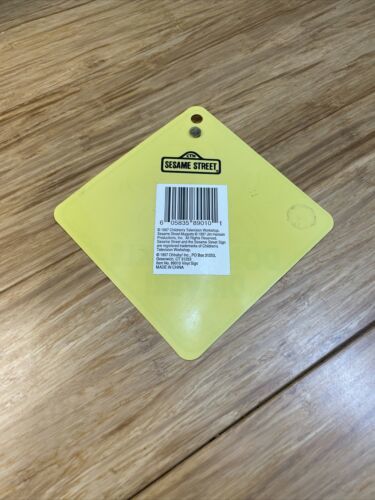 SESAME STREET
6 05835 89010 1
© 1997 Children's Television Workshop.
Sesame Street Muppets © 1997 Jim Henson
Productions, Inc. All Rights Reserved.
Sesame Street and the Sesame Street Sign
are registered trademarks of Children's
Television Workshop.
Greenwich, CT
Item No. 89010 Vinyl Sign
MADE IN CHINA